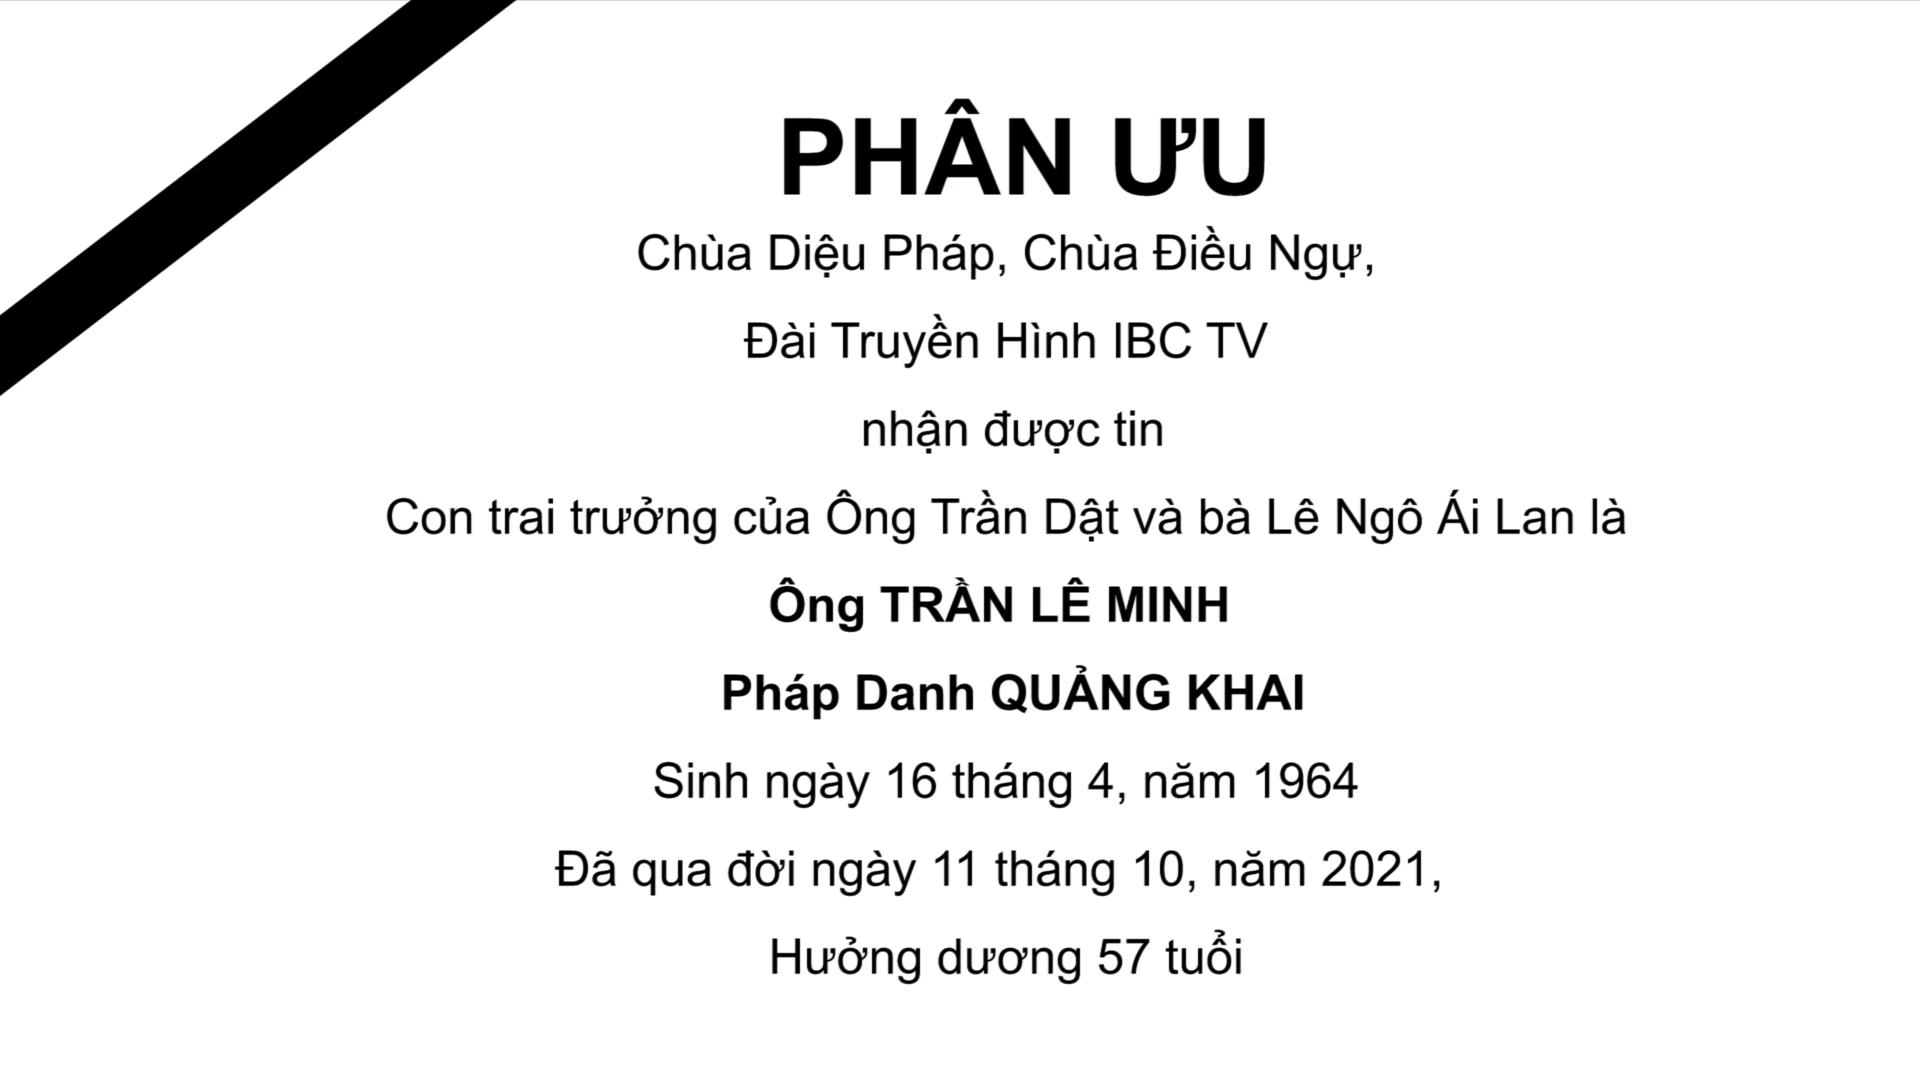 PHÂN ƯU
Chùa Diệu Pháp, Chùa Điều Ngự,
Đài Truyền Hình IBC TV
nhận được tin
Con trai trưởng của Ông Trần Dật và bà Lê Ngô Ái Lan là
Ông TRẦN LÊ MINH
Pháp Danh QUẢNG KHAI
Sinh ngày 16 tháng 4, năm 1964
Đã qua đời ngày 11 tháng 10, năm 2021,
Hưởng dương 57 tuổi